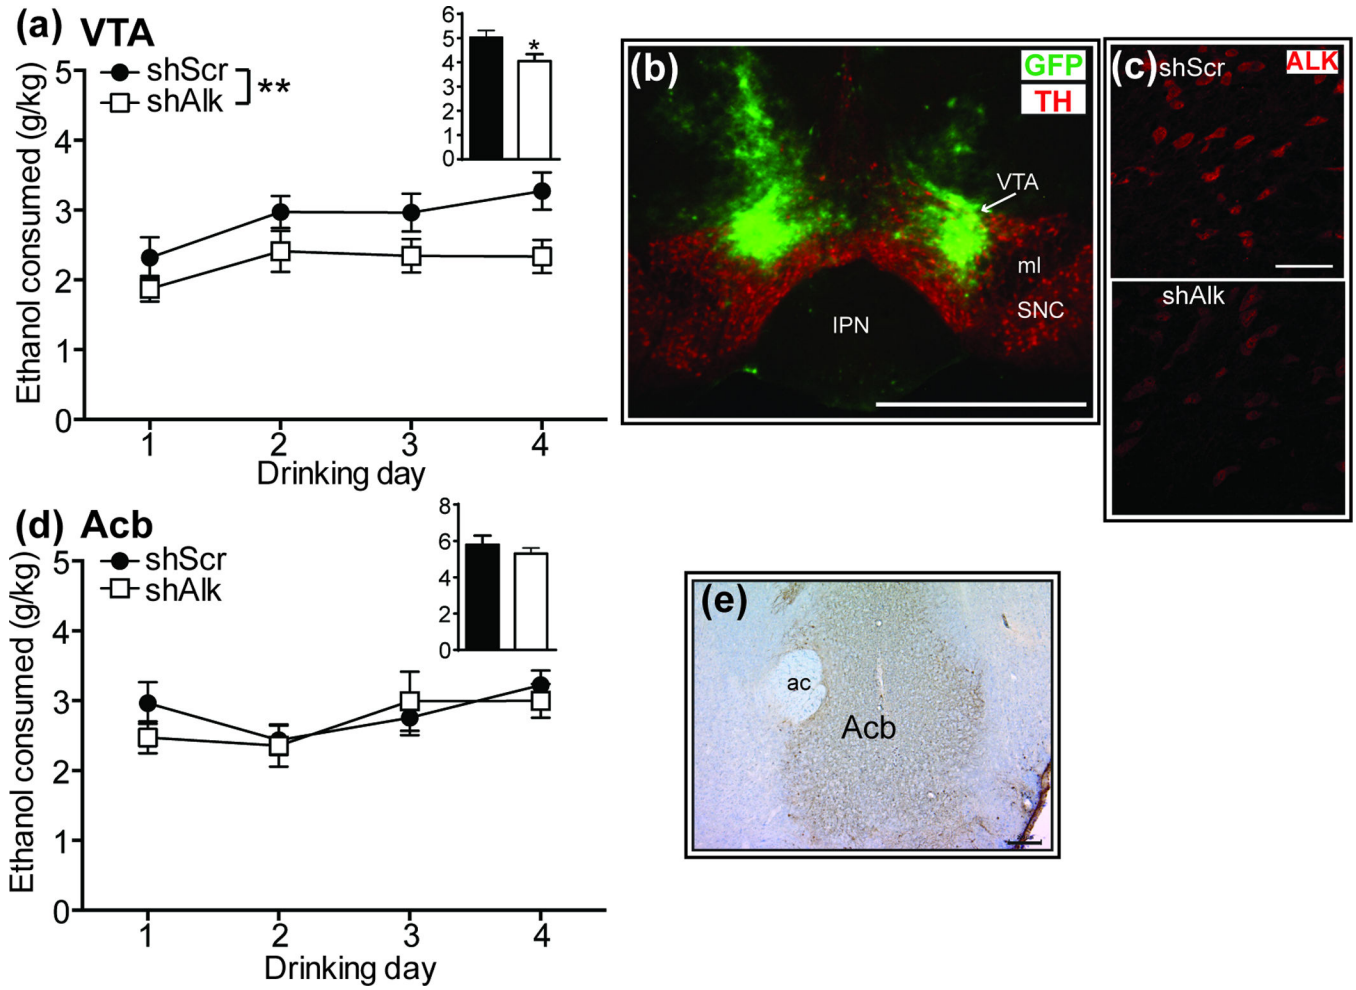 (a) VTA
shScr
shAlk
**
Ethanol consumed (g/kg)
5
4
3
2
1
0
1 2 3 4
Drinking day
6
5
4
3
2
1
0
*
(b)
GFP
TH
VTA
ml
SNC
IPN
(c)
shScr
ALK
shAlk
(d) Acb
shScr
shAlk
Ethanol consumed (g/kg)
5
4
3
2
1
0
1 2 3 4
Drinking day
8
6
4
2
0
(e)
ac
Acb